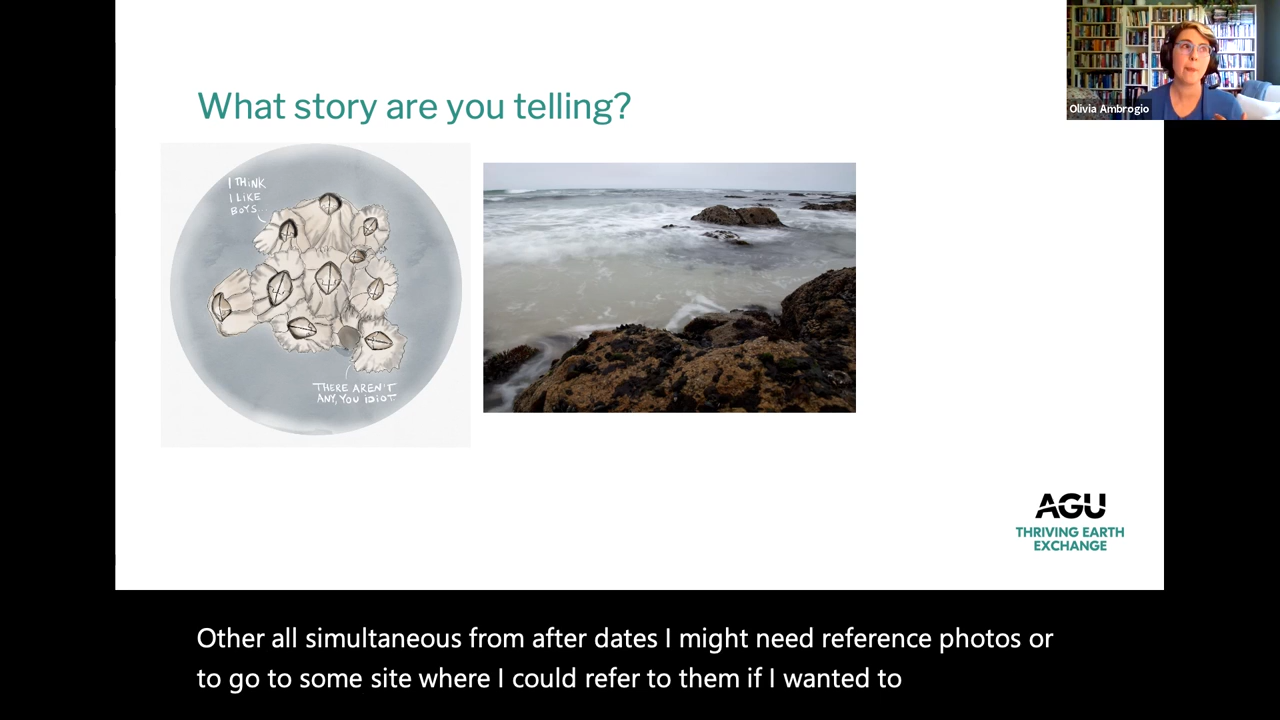 Olivia Ambrogio
What story are you telling?
I THINK
I LIKE
BOYS...
THERE AREN'T
ANY, YOU IDIOT.
AGU
THRIVING EARTH
EXCHANGE
Other all simultaneous from after dates I might need reference photos or
to go to some site where I could refer to them if I wanted to